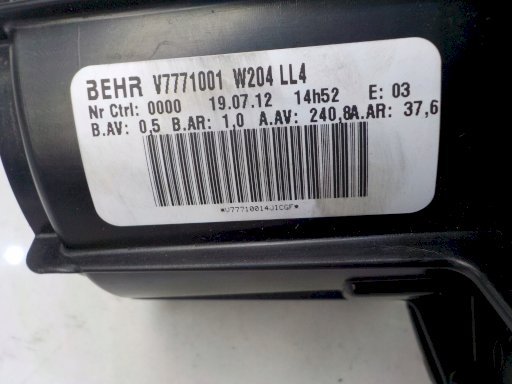 BEHR V7771001 W204 LL4
Nr Ctrl: 0000 19.07.12 14h52 E: 03
B.AV: 0,5 B.AR: 1,0 A.AV: 240,8A.AR: 37,6